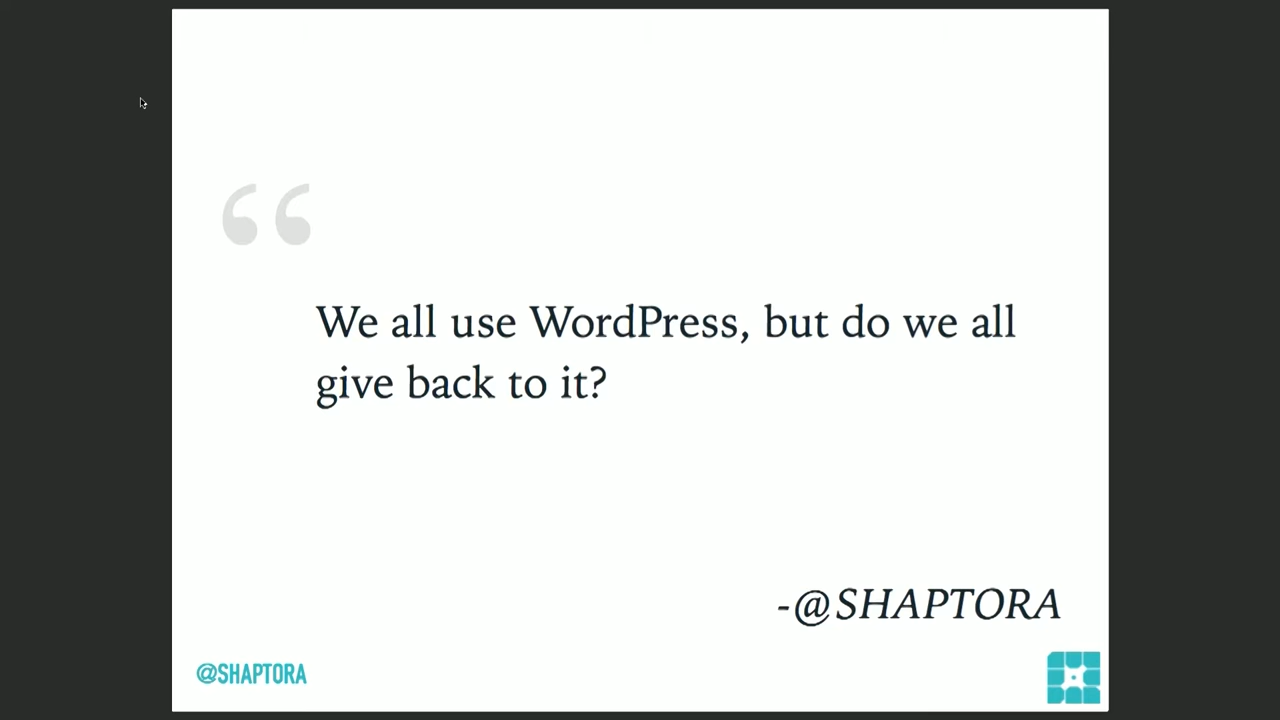 “
We all use WordPress, but do we all
give back to it?
-@SHAPTORA
@SHAPTORA